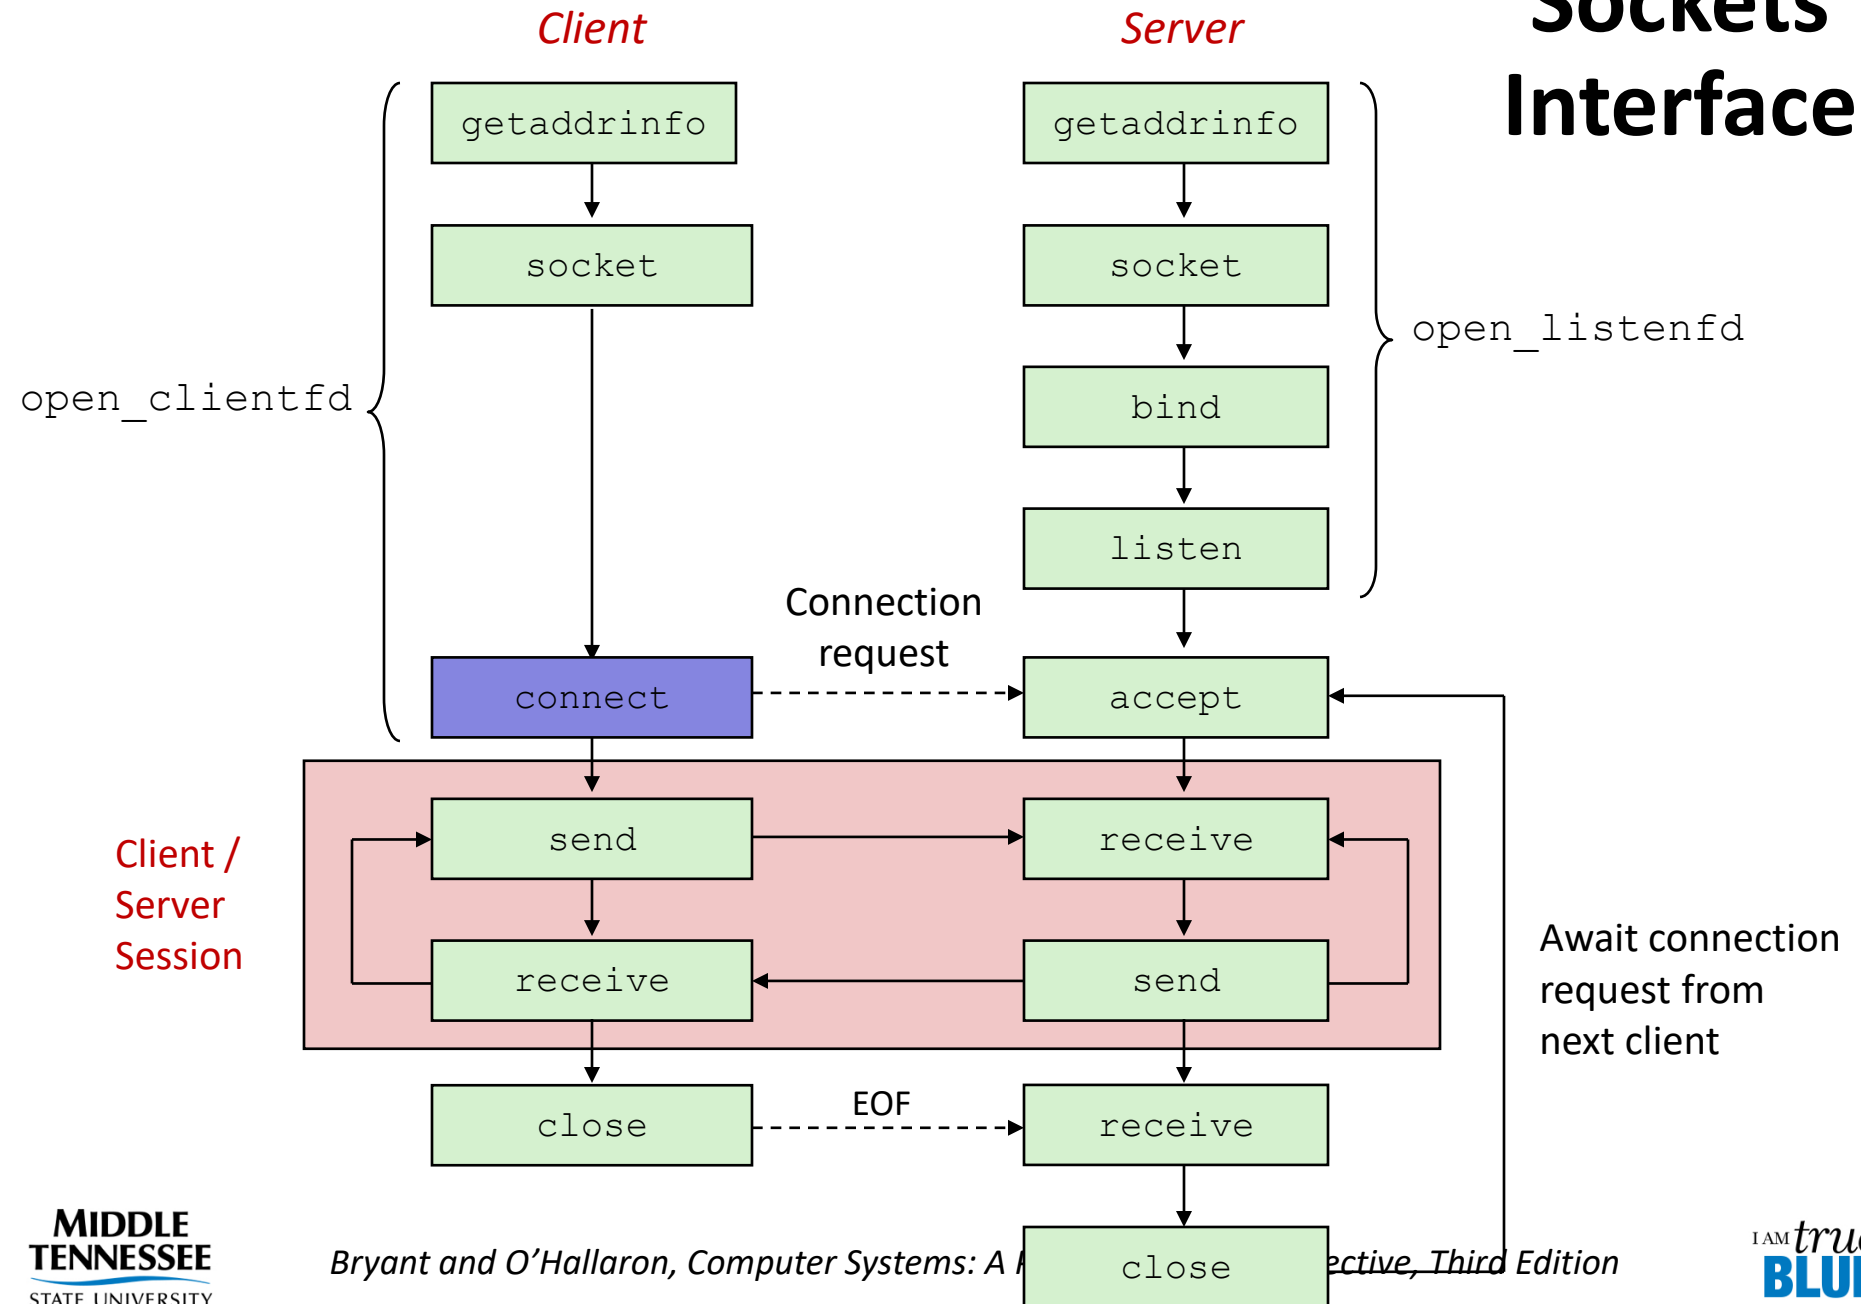 Sockets
Interface
Client
Server
getaddrinfo
getaddrinfo
socket
socket
open_listenfd
open_clientfd
bind
listen
Connection
request
connect
accept
Client /
Server
Session
send
receive
receive
send
Await connection
request from
next client
close
EOF
receive
close
Bryant and O'Hallaron, Computer Systems: A ective, Third Edition
MIDDLE
TENNESSEE
STATE UNIVERSITY
I AM true
BLUE